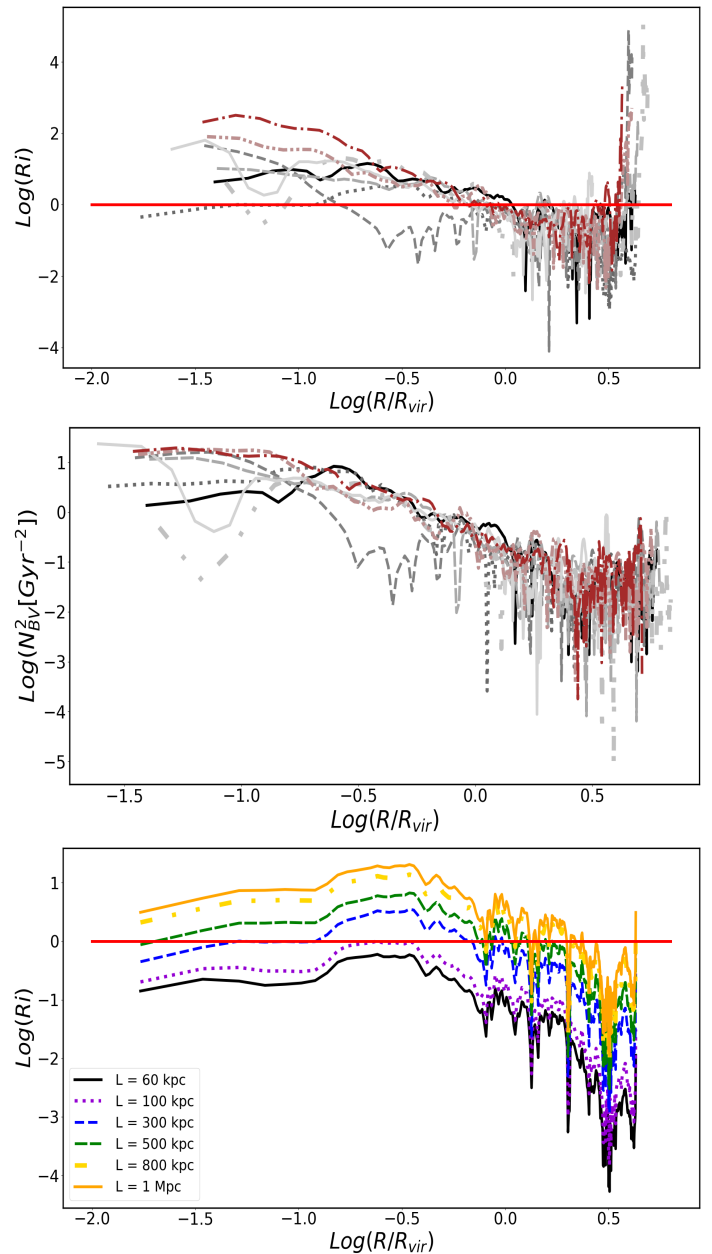 Log(Ri)
4
2
0
−2
−4
−2.0 −1.5 −1.0 −0.5 0.0 0.5
Log(R/R_vir)
Log(N²_BV[Gyr⁻²])
1
0
−1
−2
−3
−4
−5
−1.5 −1.0 −0.5 0.0 0.5
Log(R/R_vir)
Log(Ri)
1
0
−1
−2
−3
−4
L = 60 kpc
L = 100 kpc
L = 300 kpc
L = 500 kpc
L = 800 kpc
L = 1 Mpc
−2.0 −1.5 −1.0 −0.5 0.0 0.5
Log(R/R_vir)